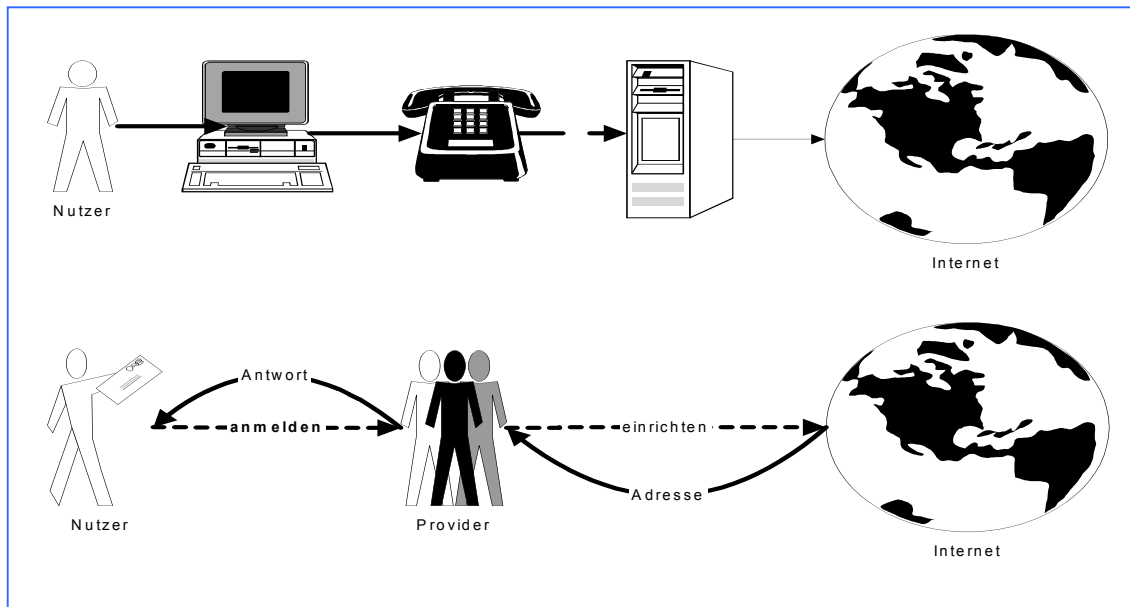 Nutzer
Internet
Antwort
anmelden
einrichten
Adresse
Nutzer
Provider
Internet